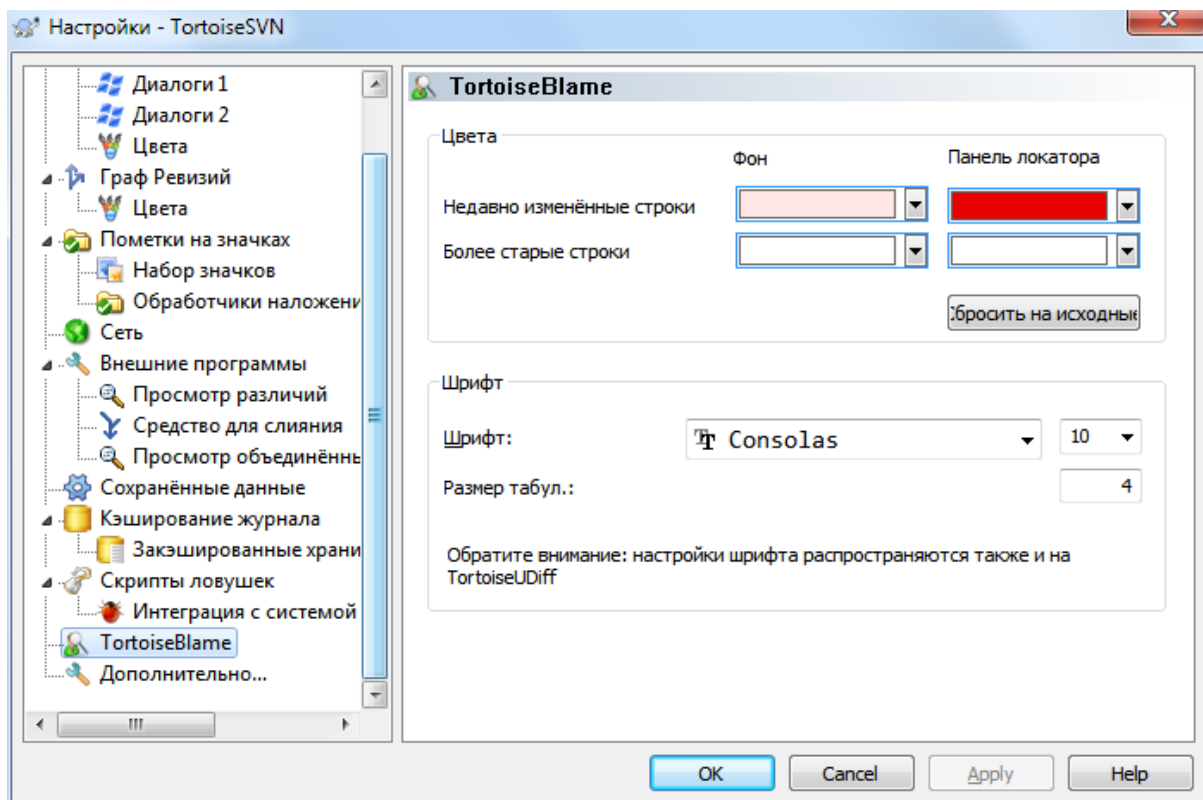 Настройки - TortoiseSVN
Диалоги 1
Диалоги 2
Цвета
Граф Ревизий
Цвета
Пометки на значках
Набор значков
Обработчики наложени
Сеть
Внешние программы
Просмотр различий
Средство для слияния
Просмотр объединённь
Сохранённые данные
Кэширование журнала
Закэшированные храни
Скрипты ловушек
Интеграция с системой
TortoiseBlame
Дополнительно...
TortoiseBlame
Цвета
Фон Панель локатора
Недавно изменённые строки
Более старые строки
Сбросить на исходные
Шрифт
Шрифт: Consolas 10
Размер табул.: 4
Обратите внимание: настройки шрифта распространяются также и на
TortoiseUDiff
OK Cancel Apply Help